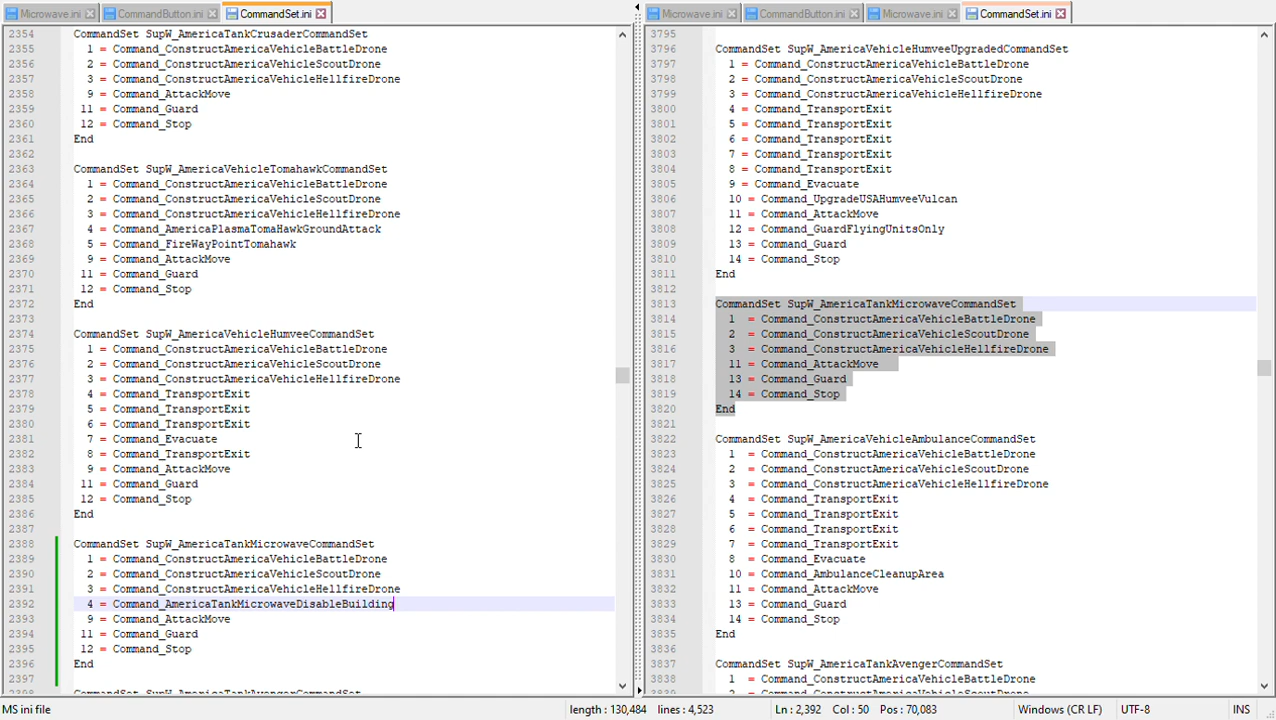 Microwave.ini CommandButton.ini CommandSet.ini
2354 CommandSet SupW_AmericaTankCrusaderCommandSet
2355 1 = Command_ConstructAmericaVehicleBattleDrone
2356 2 = Command_ConstructAmericaVehicleScoutDrone
2357 3 = Command_ConstructAmericaVehicleHellfireDrone
2358 9 = Command_AttackMove
2359 11 = Command_Guard
2360 12 = Command_Stop
2361 End
2362
2363 CommandSet SupW_AmericaVehicleTomahawkCommandSet
2364 1 = Command_ConstructAmericaVehicleBattleDrone
2365 2 = Command_ConstructAmericaVehicleScoutDrone
2366 3 = Command_ConstructAmericaVehicleHellfireDrone
2367 4 = Command_AmericaPlasmaTomaHawkGroundAttack
2368 5 = Command_FireWayPointTomahawk
2369 9 = Command_AttackMove
2370 11 = Command_Guard
2371 12 = Command_Stop
2372 End
2373
2374 CommandSet SupW_AmericaVehicleHumveeCommandSet
2375 1 = Command_ConstructAmericaVehicleBattleDrone
2376 2 = Command_ConstructAmericaVehicleScoutDrone
2377 3 = Command_ConstructAmericaVehicleHellfireDrone
2378 4 = Command_TransportExit
2379 5 = Command_TransportExit
2380 6 = Command_TransportExit
2381 7 = Command_Evacuate
2382 8 = Command_TransportExit
2383 9 = Command_AttackMove
2384 11 = Command_Guard
2385 12 = Command_Stop
2386 End
2387
2388 CommandSet SupW_AmericaTankMicrowaveCommandSet
2389 1 = Command_ConstructAmericaVehicleBattleDrone
2390 2 = Command_ConstructAmericaVehicleScoutDrone
2391 3 = Command_ConstructAmericaVehicleHellfireDrone
2392 4 = Command_AmericaTankMicrowaveDisableBuilding
2393 9 = Command_AttackMove
2394 11 = Command_Guard
2395 12 = Command_Stop
2396 End
2397
2398 CommandSet SupW_AmericaTankAvengerCommandSet
Microwave.ini CommandButton.ini Microwave.ini CommandSet.ini
3795
3796 CommandSet SupW_AmericaVehicleHumveeUpgradedCommandSet
3797 1 = Command_ConstructAmericaVehicleBattleDrone
3798 2 = Command_ConstructAmericaVehicleScoutDrone
3799 3 = Command_ConstructAmericaVehicleHellfireDrone
3800 4 = Command_TransportExit
3801 5 = Command_TransportExit
3802 6 = Command_TransportExit
3803 7 = Command_TransportExit
3804 8 = Command_TransportExit
3805 9 = Command_Evacuate
3806 10 = Command_UpgradeUSAHumveeVulcan
3807 11 = Command_AttackMove
3808 12 = Command_GuardFlyingUnitsOnly
3809 13 = Command_Guard
3810 14 = Command_Stop
3811 End
3812
3813 CommandSet SupW_AmericaTankMicrowaveCommandSet
3814 1 = Command_ConstructAmericaVehicleBattleDrone
3815 2 = Command_ConstructAmericaVehicleScoutDrone
3816 3 = Command_ConstructAmericaVehicleHellfireDrone
3817 11 = Command_AttackMove
3818 13 = Command_Guard
3819 14 = Command_Stop
3820 End
3821
3822 CommandSet SupW_AmericaVehicleAmbulanceCommandSet
3823 1 = Command_ConstructAmericaVehicleBattleDrone
3824 2 = Command_ConstructAmericaVehicleScoutDrone
3825 3 = Command_ConstructAmericaVehicleHellfireDrone
3826 4 = Command_TransportExit
3827 5 = Command_TransportExit
3828 6 = Command_TransportExit
3829 7 = Command_TransportExit
3830 8 = Command_Evacuate
3831 10 = Command_AmbulanceCleanupArea
3832 11 = Command_AttackMove
3833 13 = Command_Guard
3834 14 = Command_Stop
3835 End
3836
3837 CommandSet SupW_AmericaTankAvengerCommandSet
3838 1 = Command_ConstructAmericaVehicleBattleDrone
3839 2 = Command_ConstructAmericaVehicleScoutDrone
MS ini file length : 130,484 lines : 4,523 Ln : 2,392 Col : 50 Pos : 70,083 Windows (CR LF) UTF-8 INS